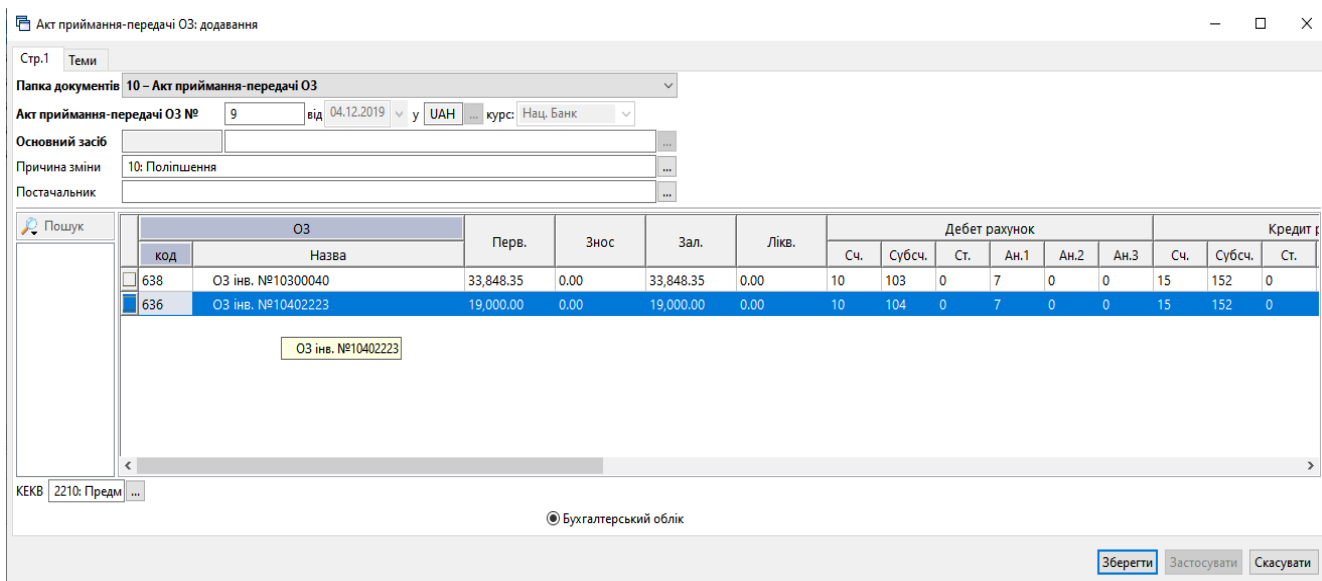 Акт приймання-передачі ОЗ: додавання
Стр.1 Теми
Папка документів 10 – Акт приймання-передачі ОЗ
Акт приймання-передачі ОЗ № 9 від 04.12.2019 у UAH ... курс: Нац. Банк
Основний засіб ...
Причина зміни 10: Поліпшення ...
Постачальник ...
Пошук ОЗ Перв. Знос Зал. Лікв. Дебет рахунок Кредит р
код Назва Сч. Субсч. Ст. Ан.1 Ан.2 Ан.3 Сч. Субсч. Ст.
638 ОЗ інв. №10300040 33,848.35 0.00 33,848.35 0.00 10 103 0 7 0 0 15 152 0
636 ОЗ інв. №10402223 19,000.00 0.00 19,000.00 0.00 10 104 0 7 0 0 15 152 0
ОЗ інв. №10402223
КЕКВ 2210: Предм ...
Бухгалтерський облік
Зберегти Застосувати Скасувати